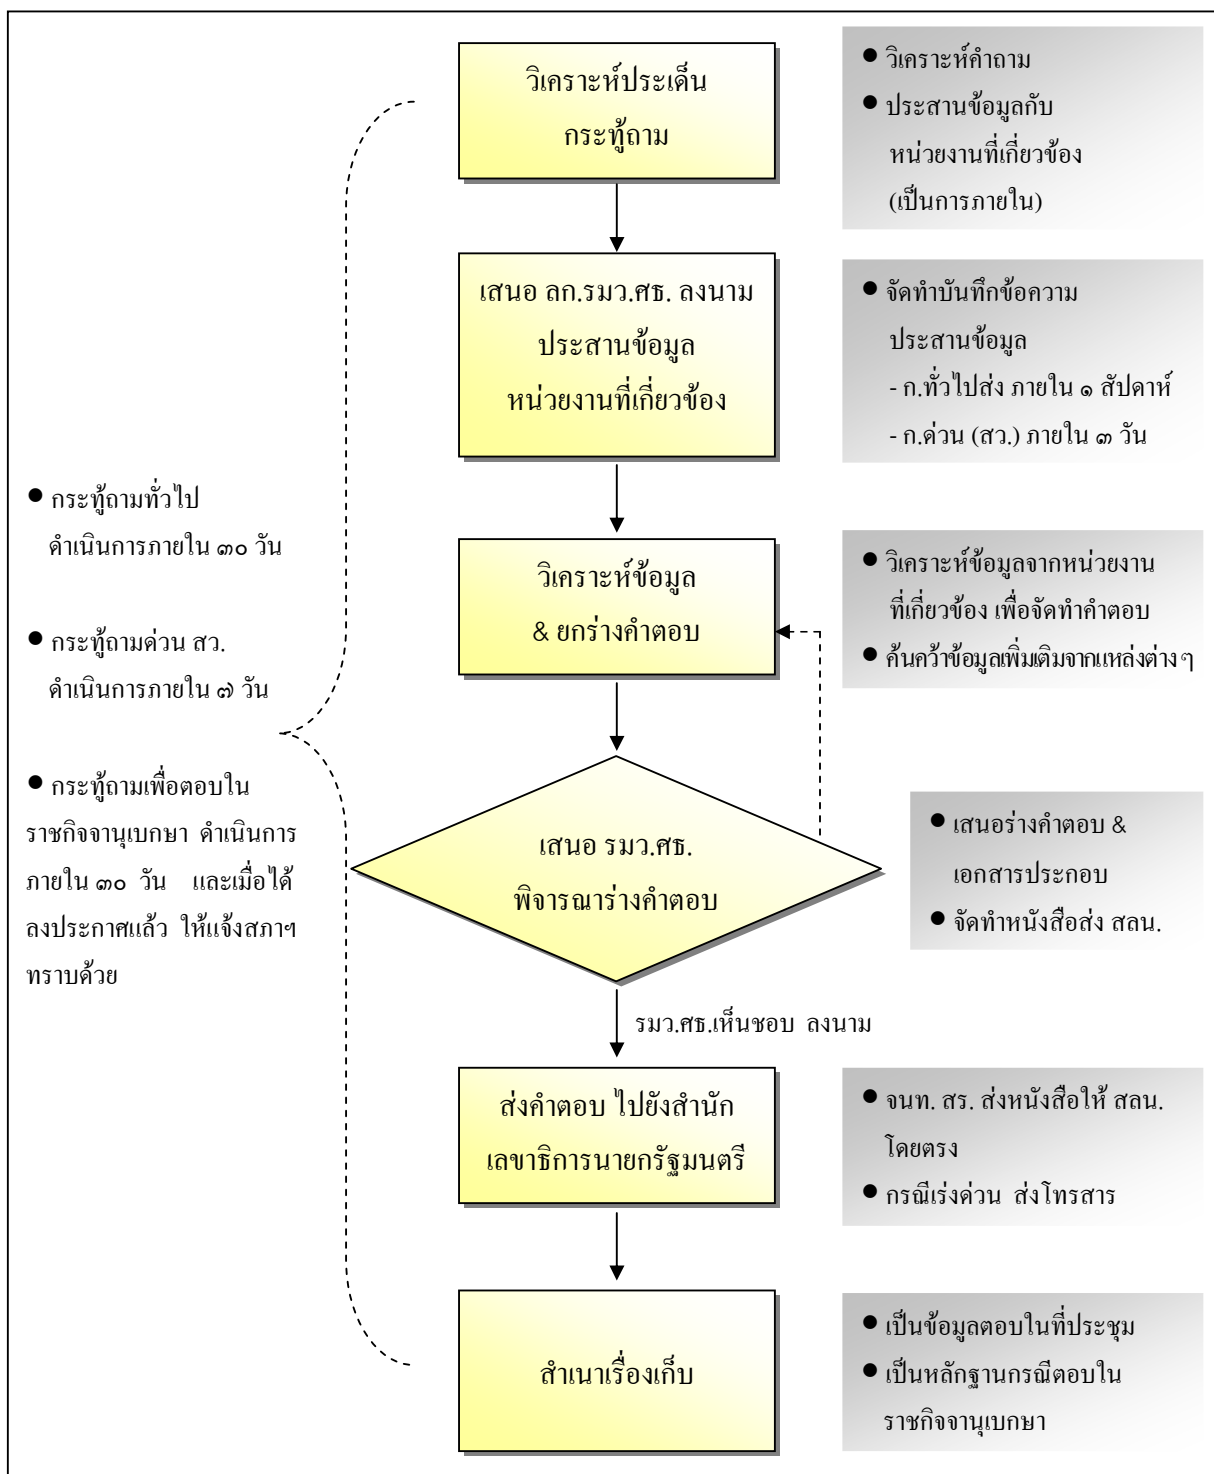 วิเคราะห์ประเด็น
กระทู้ถาม
● วิเคราะห์คำถาม
● ประสานข้อมูลกับ
หน่วยงานที่เกี่ยวข้อง
(เป็นการภายใน)
เสนอ ลก.รมว.ศธ. ลงนาม
ประสานข้อมูล
หน่วยงานที่เกี่ยวข้อง
● จัดทำบันทึกข้อความ
ประสานข้อมูล
- ก.ทั่วไปส่ง ภายใน ๑ สัปดาห์
- ก.ด่วน (สว.) ภายใน ๓ วัน
● กระทู้ถามทั่วไป
ดำเนินการภายใน ๓๐ วัน
● กระทู้ถามด่วน สว.
ดำเนินการภายใน ๗ วัน
● กระทู้ถามเพื่อตอบใน
ราชกิจจานุเบกษา ดำเนินการ
ภายใน ๓๐ วัน และเมื่อได้
ลงประกาศแล้ว ให้แจ้งสภาฯ
ทราบด้วย
วิเคราะห์ข้อมูล
& ยกร่างคำตอบ
● วิเคราะห์ข้อมูลจากหน่วยงาน
ที่เกี่ยวข้อง เพื่อจัดทำคำตอบ
● ค้นคว้าข้อมูลเพิ่มเติมจากแหล่งต่างๆ
เสนอ รมว.ศธ.
พิจารณาร่างคำตอบ
● เสนอร่างคำตอบ &
เอกสารประกอบ
● จัดทำหนังสือส่ง สลน.
รมว.ศธ.เห็นชอบ ลงนาม
ส่งคำตอบ ไปยังสำนัก
เลขาธิการนายกรัฐมนตรี
● จนท. สร. ส่งหนังสือให้ สลน.
โดยตรง
● กรณีเร่งด่วน ส่งโทรสาร
สำเนาเรื่องเก็บ
● เป็นข้อมูลตอบในที่ประชุม
● เป็นหลักฐานกรณีตอบใน
ราชกิจจานุเบกษา